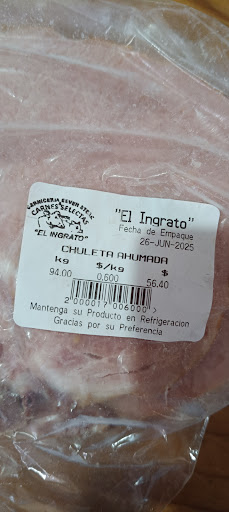 CARNES SELECTAS
"EL INGRATO"
"El Ingrato"
Fecha de Empaque
26-JUN-2025
CHULETA AHUMADA
kg $/kg $
94.00 0.600 56.40
2 000017 006000
Mantenga su Producto en Refrigeracion
Gracias por su Preferencia